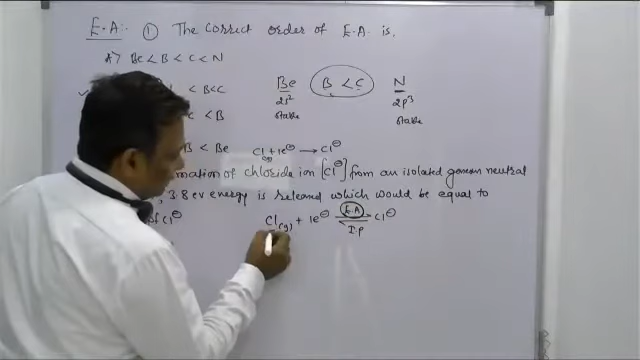 E.A:- ① The Correct order of E.A is,
A> Be < B < C < N
< B < C
Be B < C N
2s² 2p³
< B
stable stable
< B < Be
Cl(g) + 1e⊖ → Cl⊖
mation of chloride ion [Cl⊖] from an isolated gaseous neutral
3.8 ev energy is released which would be equal to
of Cl⊖
Cl(g) + 1e⊖ E.A Cl⊖
I.P